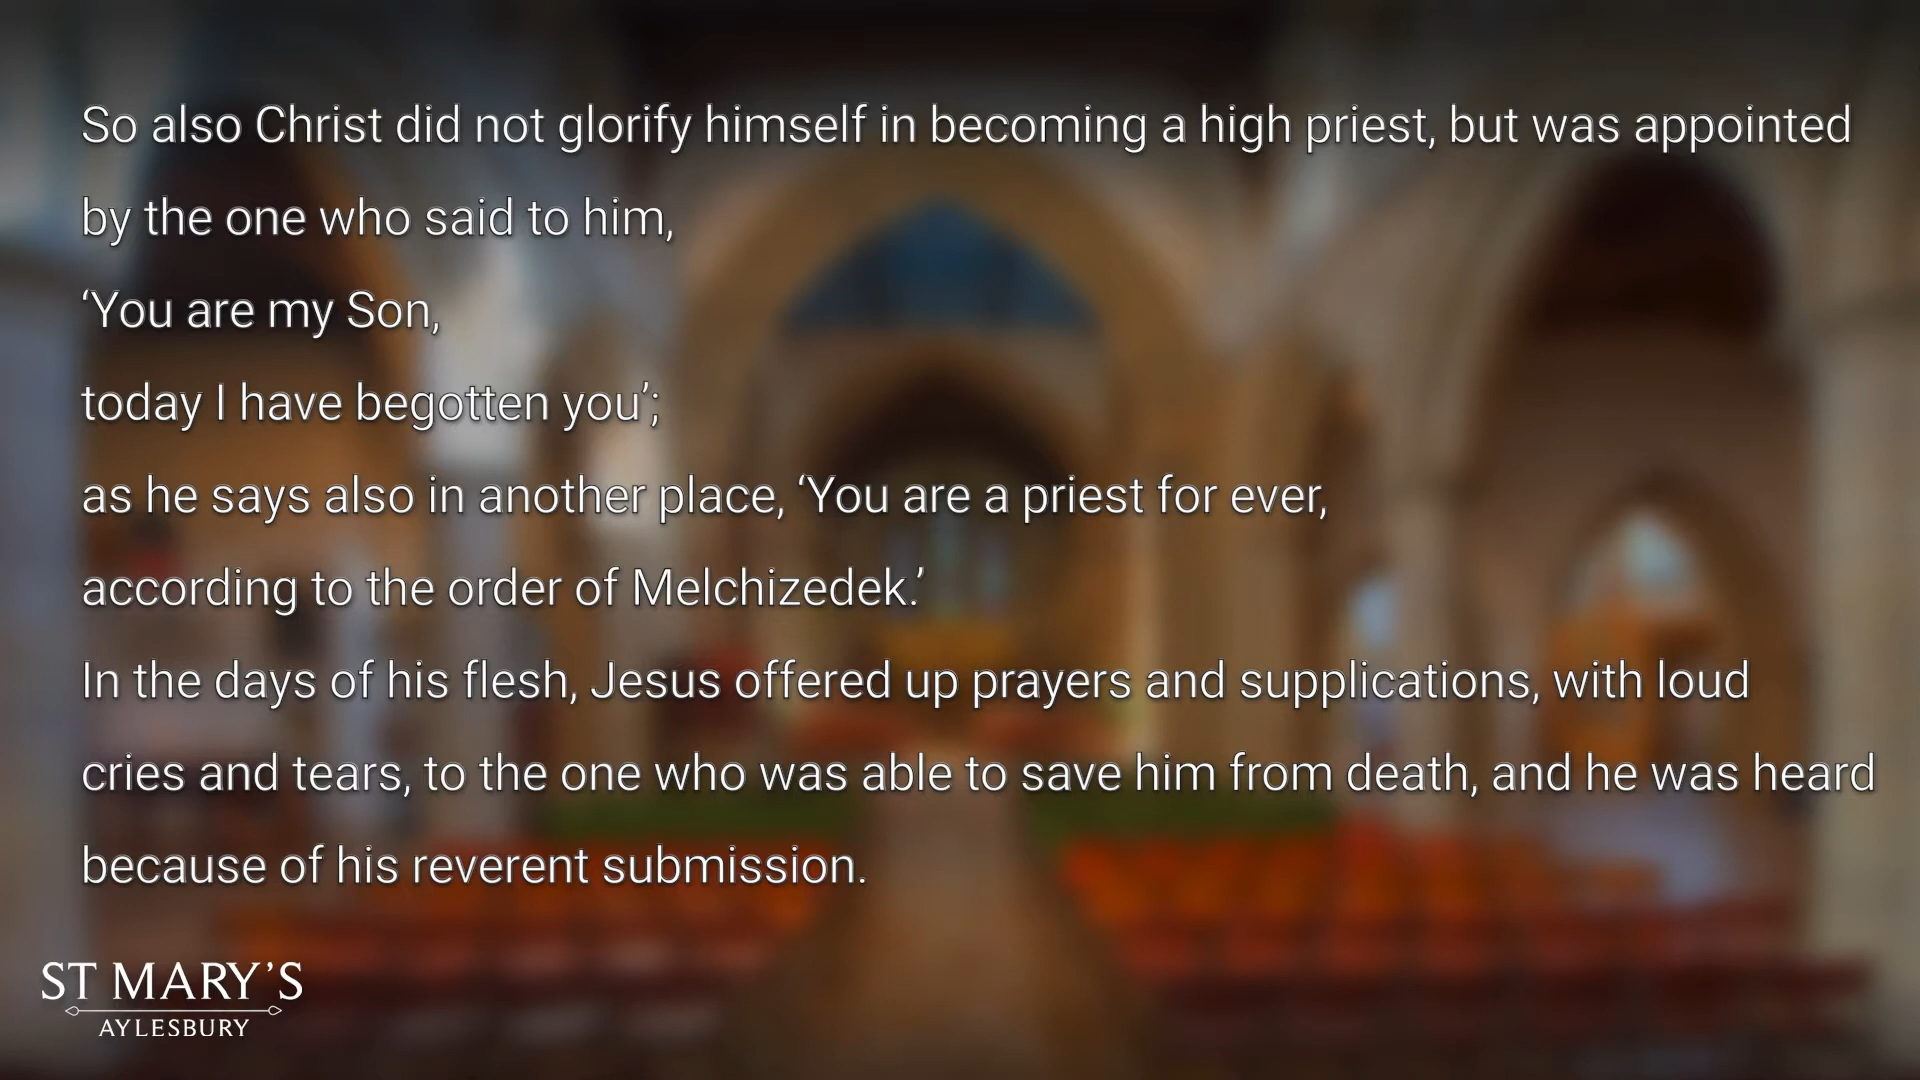 So also Christ did not glorify himself in becoming a high priest, but was appointed
by the one who said to him,
‘You are my Son,
today I have begotten you’;
as he says also in another place, ‘You are a priest for ever,
according to the order of Melchizedek.’
In the days of his flesh, Jesus offered up prayers and supplications, with loud
cries and tears, to the one who was able to save him from death, and he was heard
because of his reverent submission.
ST MARY’S
AYLESBURY